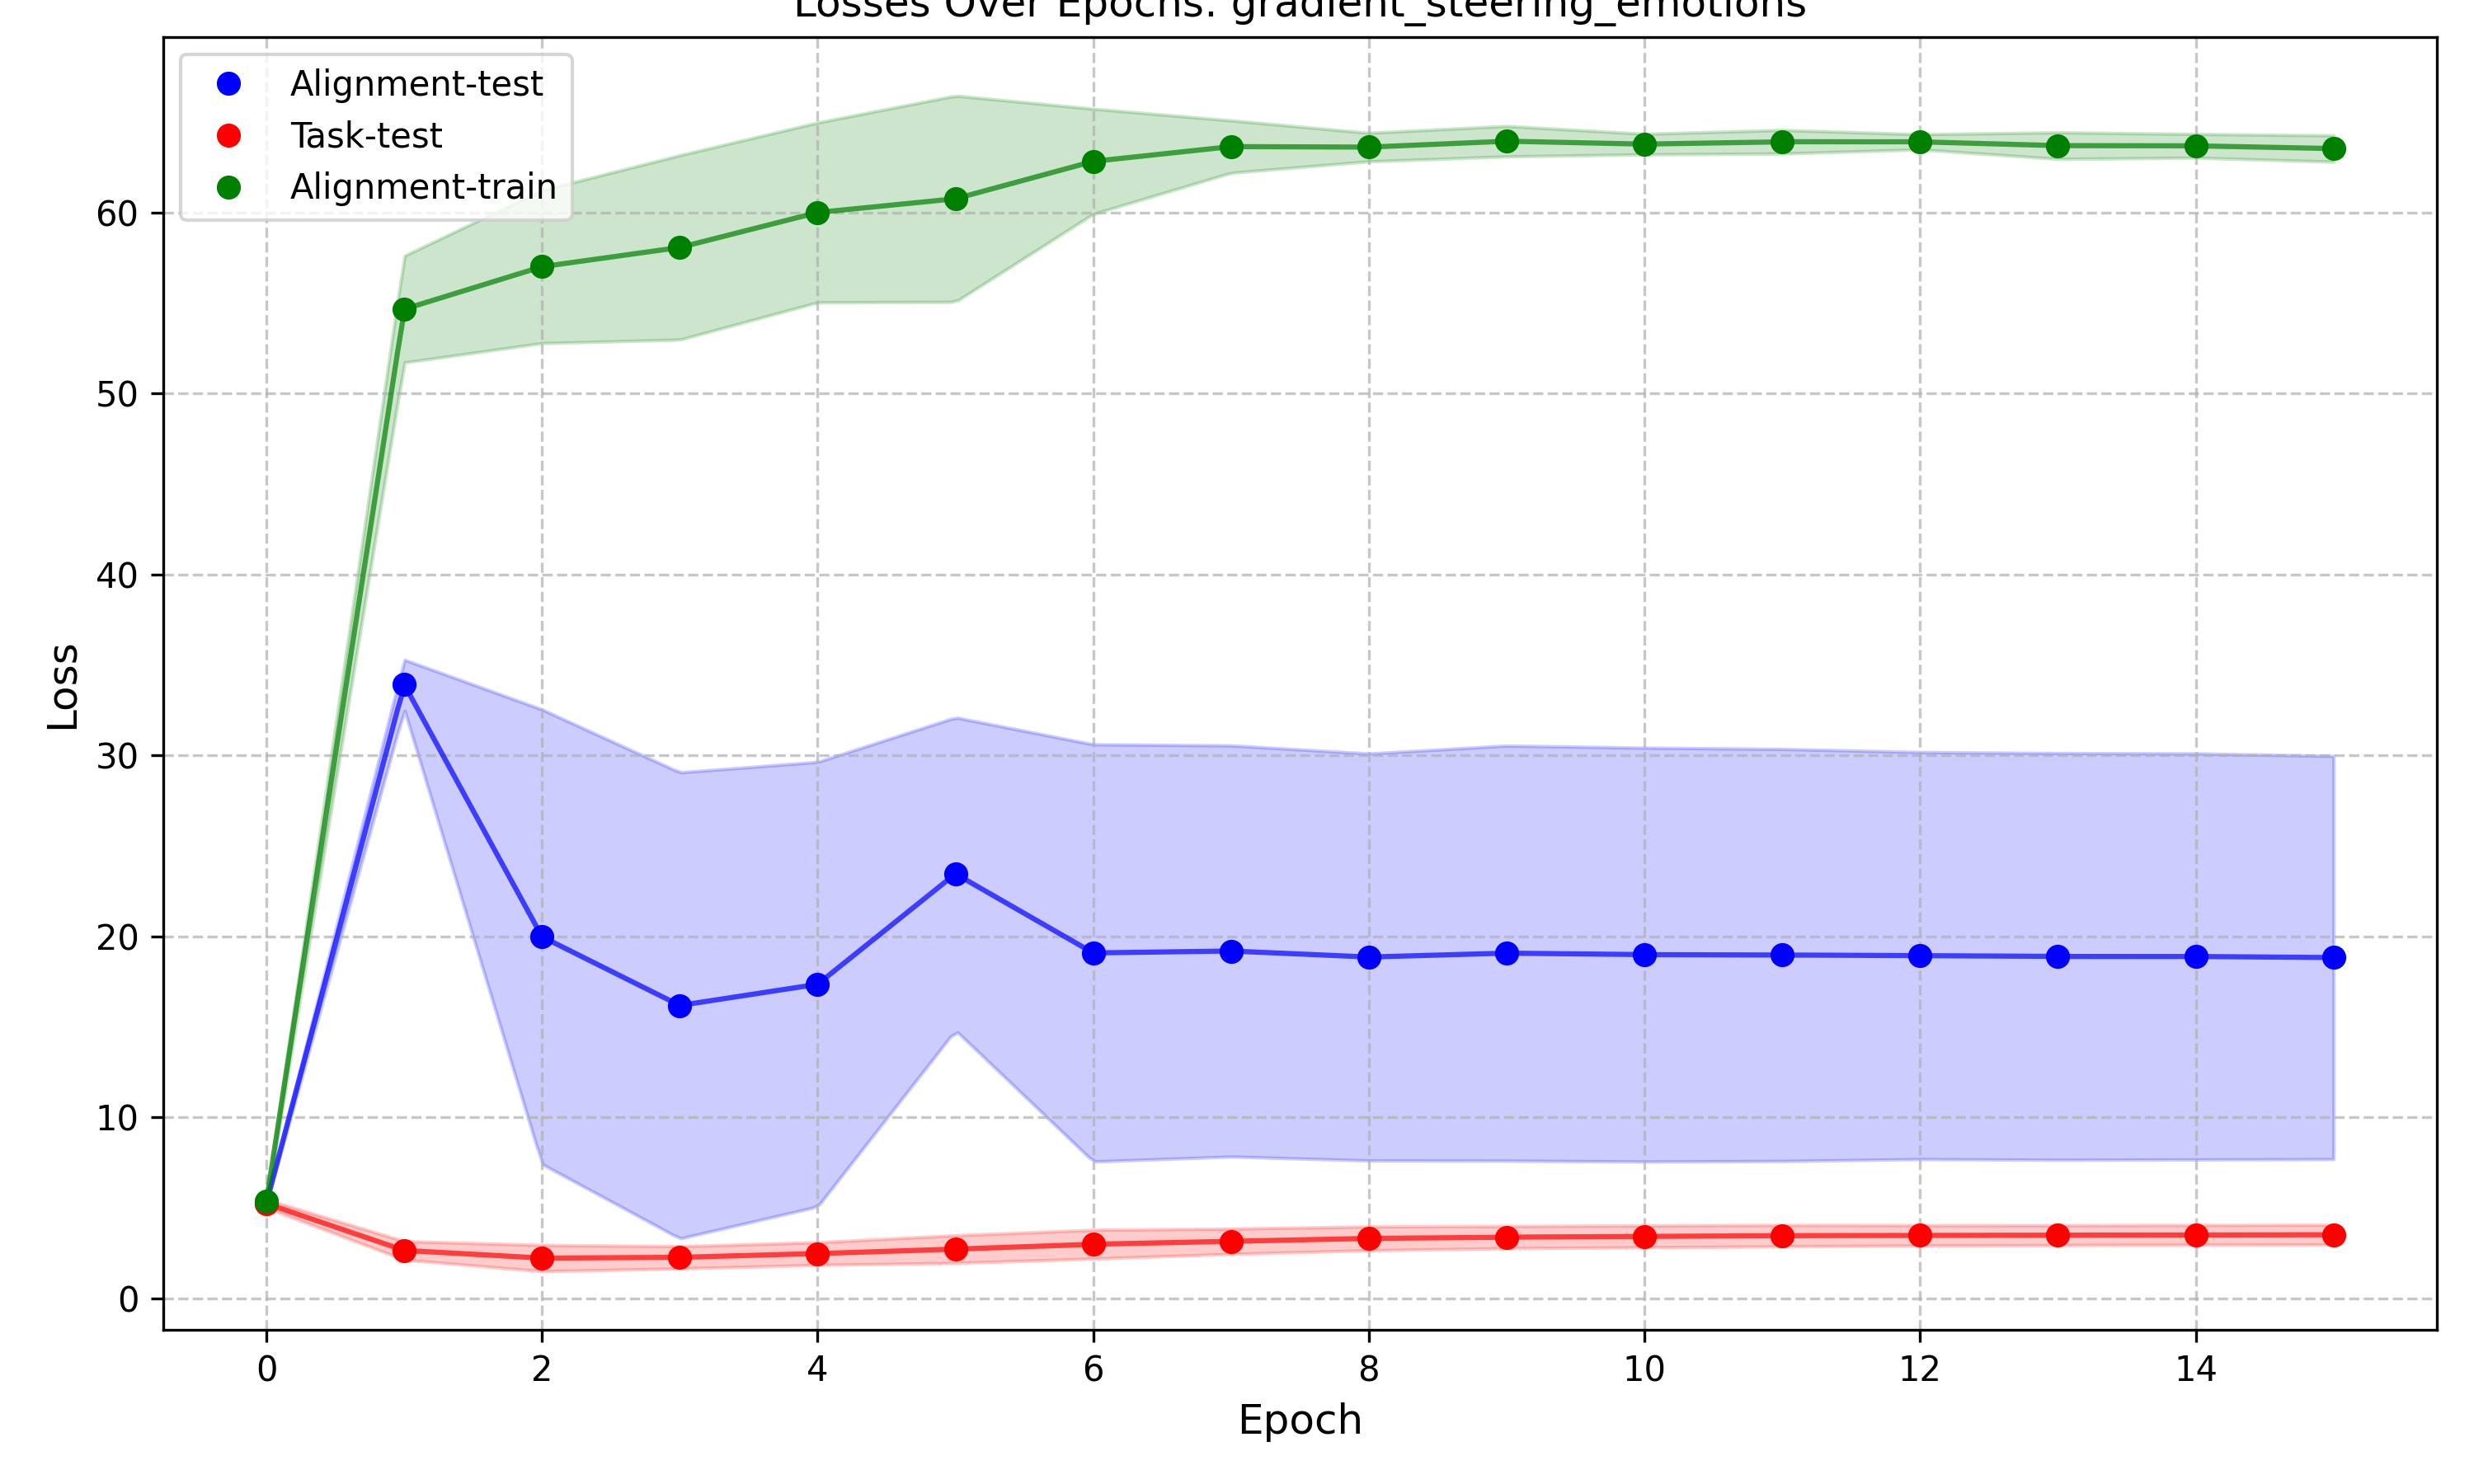 Losses Over Epochs: gradient_steering_emotions
Alignment-test
Task-test
Alignment-train
60
50
40
30
20
10
0
Loss
0 2 4 6 8 10 12 14
Epoch